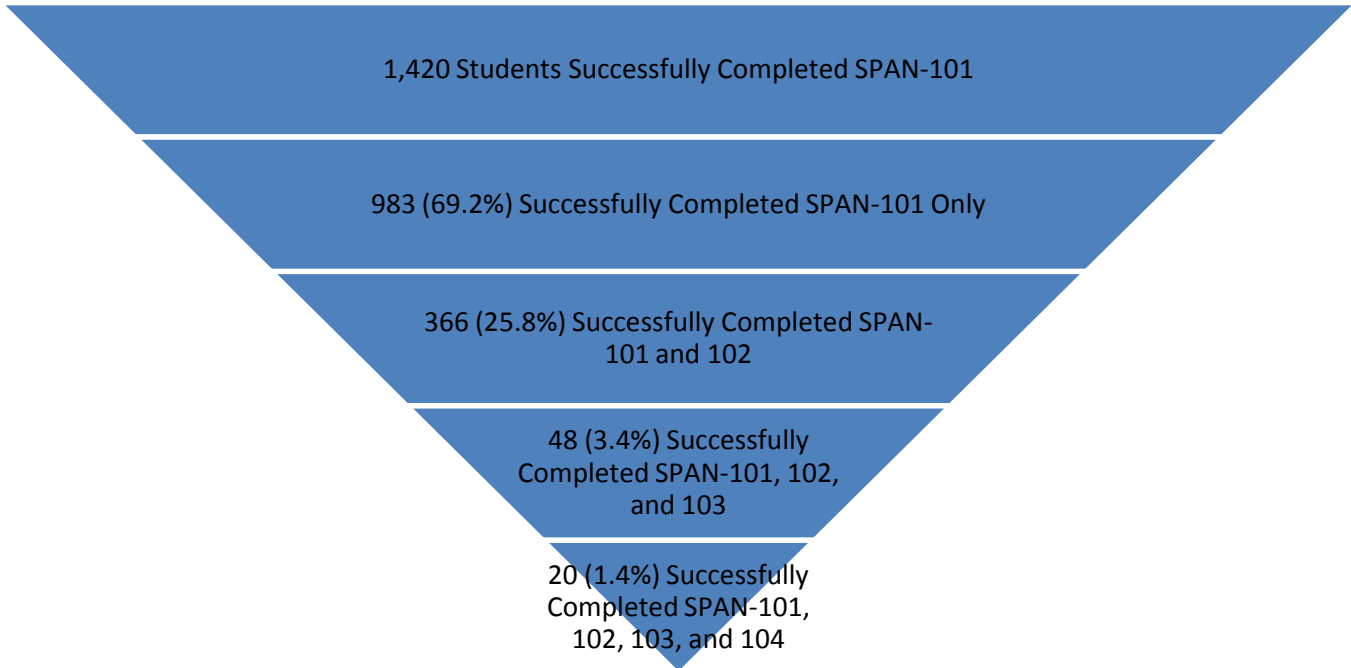 1,420 Students Successfully Completed SPAN-101
983 (69.2%) Successfully Completed SPAN-101 Only
366 (25.8%) Successfully Completed SPAN-
101 and 102
48 (3.4%) Successfully
Completed SPAN-101, 102,
and 103
20 (1.4%) Successfully
Completed SPAN-101,
102, 103, and 104